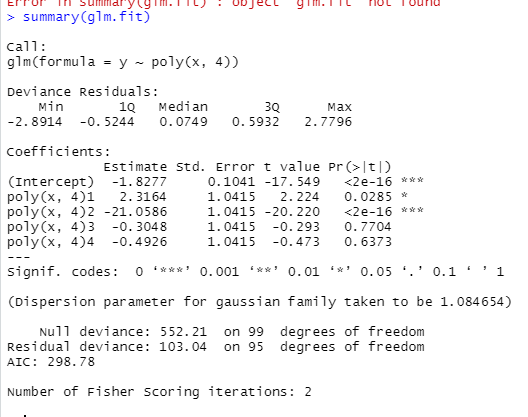 Error in summary(glm.fit) : object 'glm.fit' not found
> summary(glm.fit)
Call:
glm(formula = y ~ poly(x, 4))
Deviance Residuals:
Min 1Q Median 3Q Max
-2.8914 -0.5244 0.0749 0.5932 2.7796
Coefficients:
Estimate Std. Error t value Pr(>|t|)
(Intercept) -1.8277 0.1041 -17.549 <2e-16 ***
poly(x, 4)1 2.3164 1.0415 2.224 0.0285 *
poly(x, 4)2 -21.0586 1.0415 -20.220 <2e-16 ***
poly(x, 4)3 -0.3048 1.0415 -0.293 0.7704
poly(x, 4)4 -0.4926 1.0415 -0.473 0.6373
---
Signif. codes: 0 ‘***’ 0.001 ‘**’ 0.01 ‘*’ 0.05 ‘.’ 0.1 ‘ ’ 1
(Dispersion parameter for gaussian family taken to be 1.084654)
Null deviance: 552.21 on 99 degrees of freedom
Residual deviance: 103.04 on 95 degrees of freedom
AIC: 298.78
Number of Fisher Scoring iterations: 2